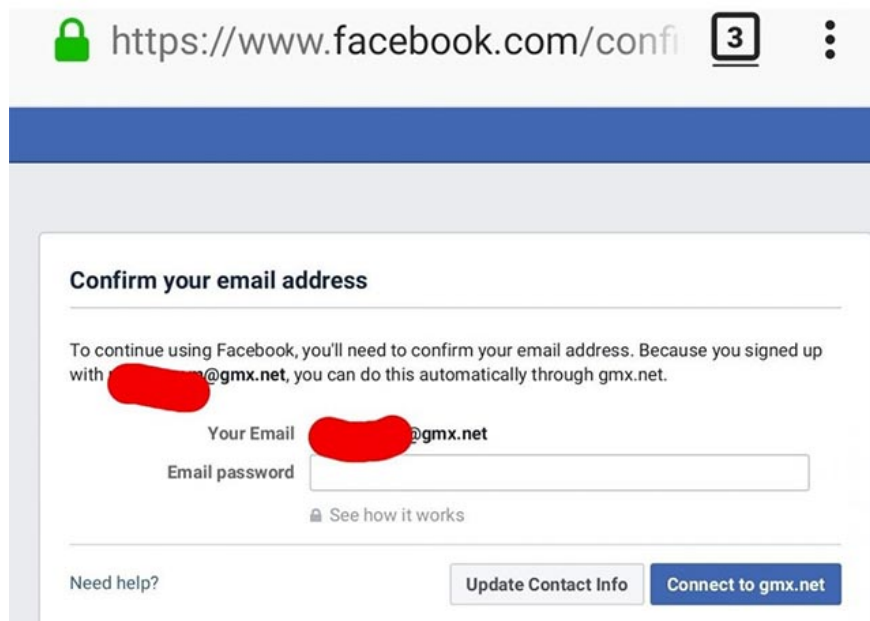 https://www.facebook.com/confi
3
Confirm your email address
To continue using Facebook, you'll need to confirm your email address. Because you signed up
with @gmx.net, you can do this automatically through gmx.net.
Your Email @gmx.net
Email password
See how it works
Need help? Update Contact Info Connect to gmx.net